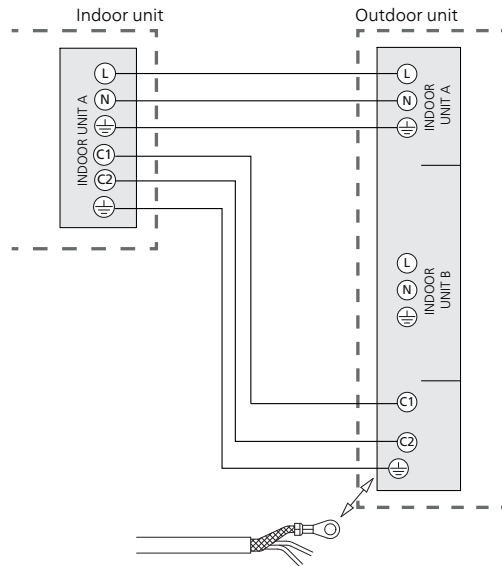 Indoor unit
Outdoor unit
INDOOR UNIT A
L
N
C1
C2
L
N
INDOOR
UNIT A
L
N
INDOOR
UNIT B
C1
C2